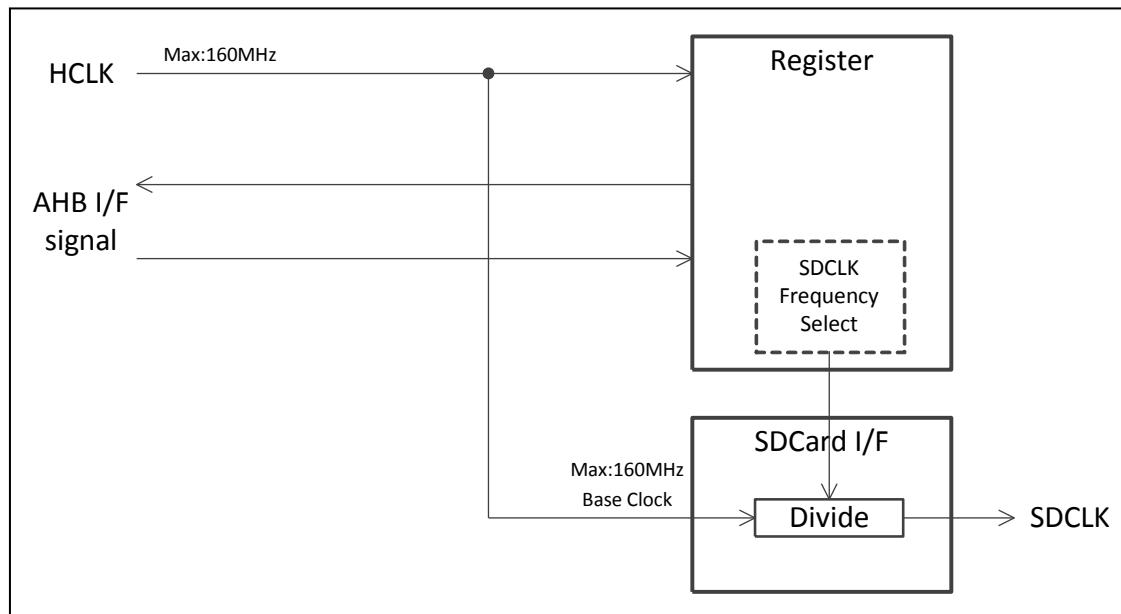 Max:160MHz
HCLK
Register
AHB I/F
signal
SDCLK
Frequency
Select
SDCard I/F
Max:160MHz
Base Clock
Divide
SDCLK